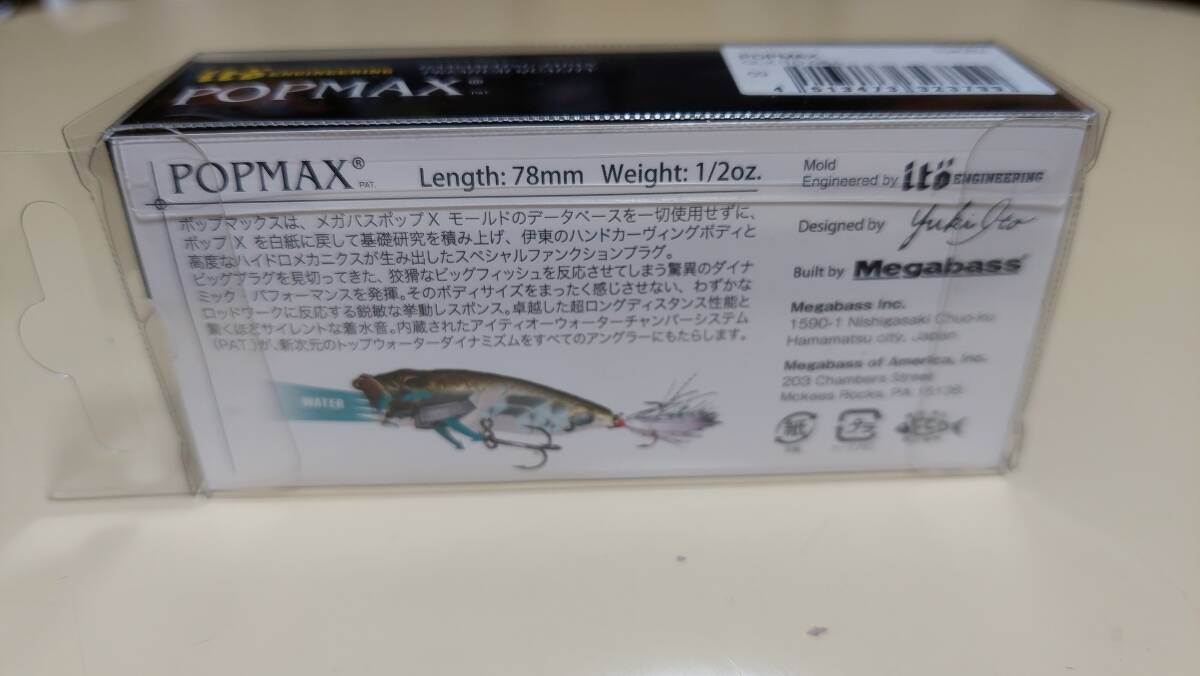 itö ENGINEERING
POPMAX®
PAT.
POPMAX
4 513473 323733
POPMAX® PAT. Length: 78mm Weight: 1/2oz.
Mold
Engineered by itö ENGINEERING
Designed by Yuki Ito
Built by Megabass®
Megabass Inc.
1590-1 Nishigasaki Chuo-ku
Hamamatsu city, Japan
Megabass of America, Inc.
203 Chambers Street
Mckees Rocks, PA 15136
ポップマックスは、メガバスポップX モールドのデータベースを一切使用せずに、
ポップ X を白紙に戻して基礎研究を積み上げ、伊東のハンドカーヴィングボディと
高度なハイドロメカニクスが生み出したスペシャルファンクションプラグ。
ビッグプラグを見切ってきた、狡猾なビッグフィッシュを反応させてしまう驚異のダイナ
ミック・パフォーマンスを発揮。そのボディサイズをまったく感じさせない、わずかな
ロッドワークに反応する鋭敏な挙動レスポンス。卓越した超ロングディスタンス性能と
驚くほどサイレントな着水音。内蔵されたアイティオーウォーターチャンバーシステム
(PAT.)が、新次元のトップウォーターダイナミズムをすべてのアングラーにもたらします。
WATER
紙
プラ